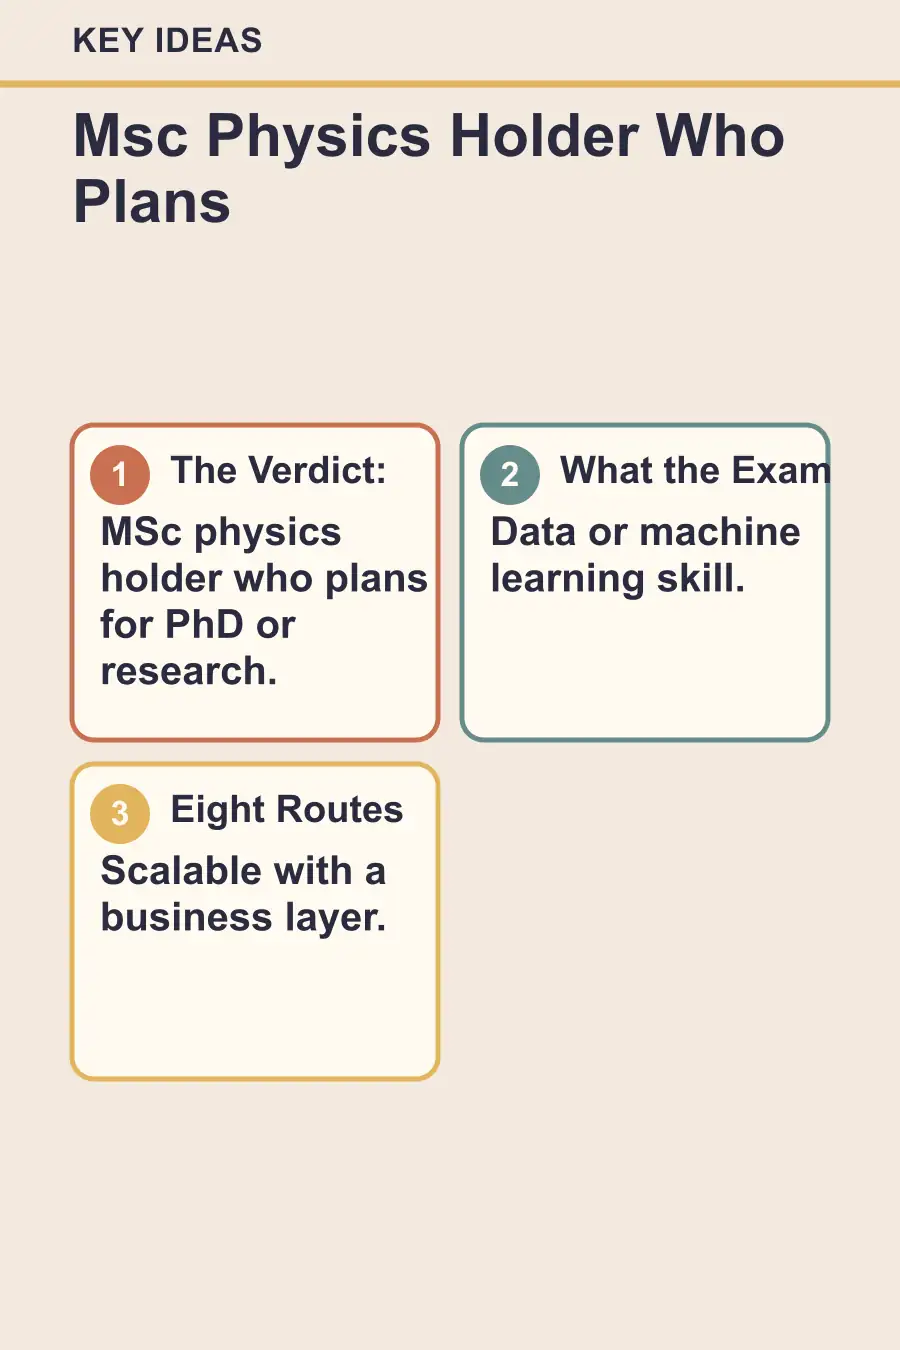 KEY IDEAS
Msc Physics Holder Who
Plans
1 The Verdict:
MSc physics
holder who plans
for PhD or
research.
2 What the Exam
Data or machine
learning skill.
3 Eight Routes
Scalable with a
business layer.